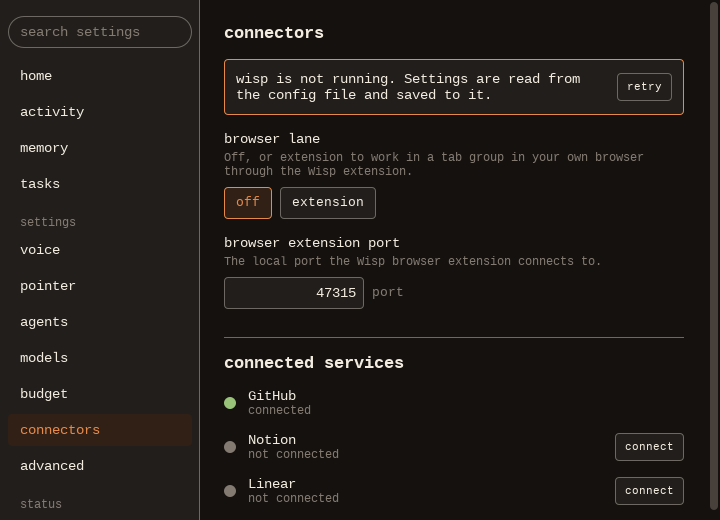 search settings
home
activity
memory
tasks
settings
voice
pointer
agents
models
budget
connectors
advanced
status
connectors
wisp is not running. Settings are read from
the config file and saved to it.
retry
browser lane
Off, or extension to work in a tab group in your own browser
through the Wisp extension.
off
extension
browser extension port
The local port the Wisp browser extension connects to.
47315
port
connected services
GitHub
connected
Notion
not connected
connect
Linear
not connected
connect